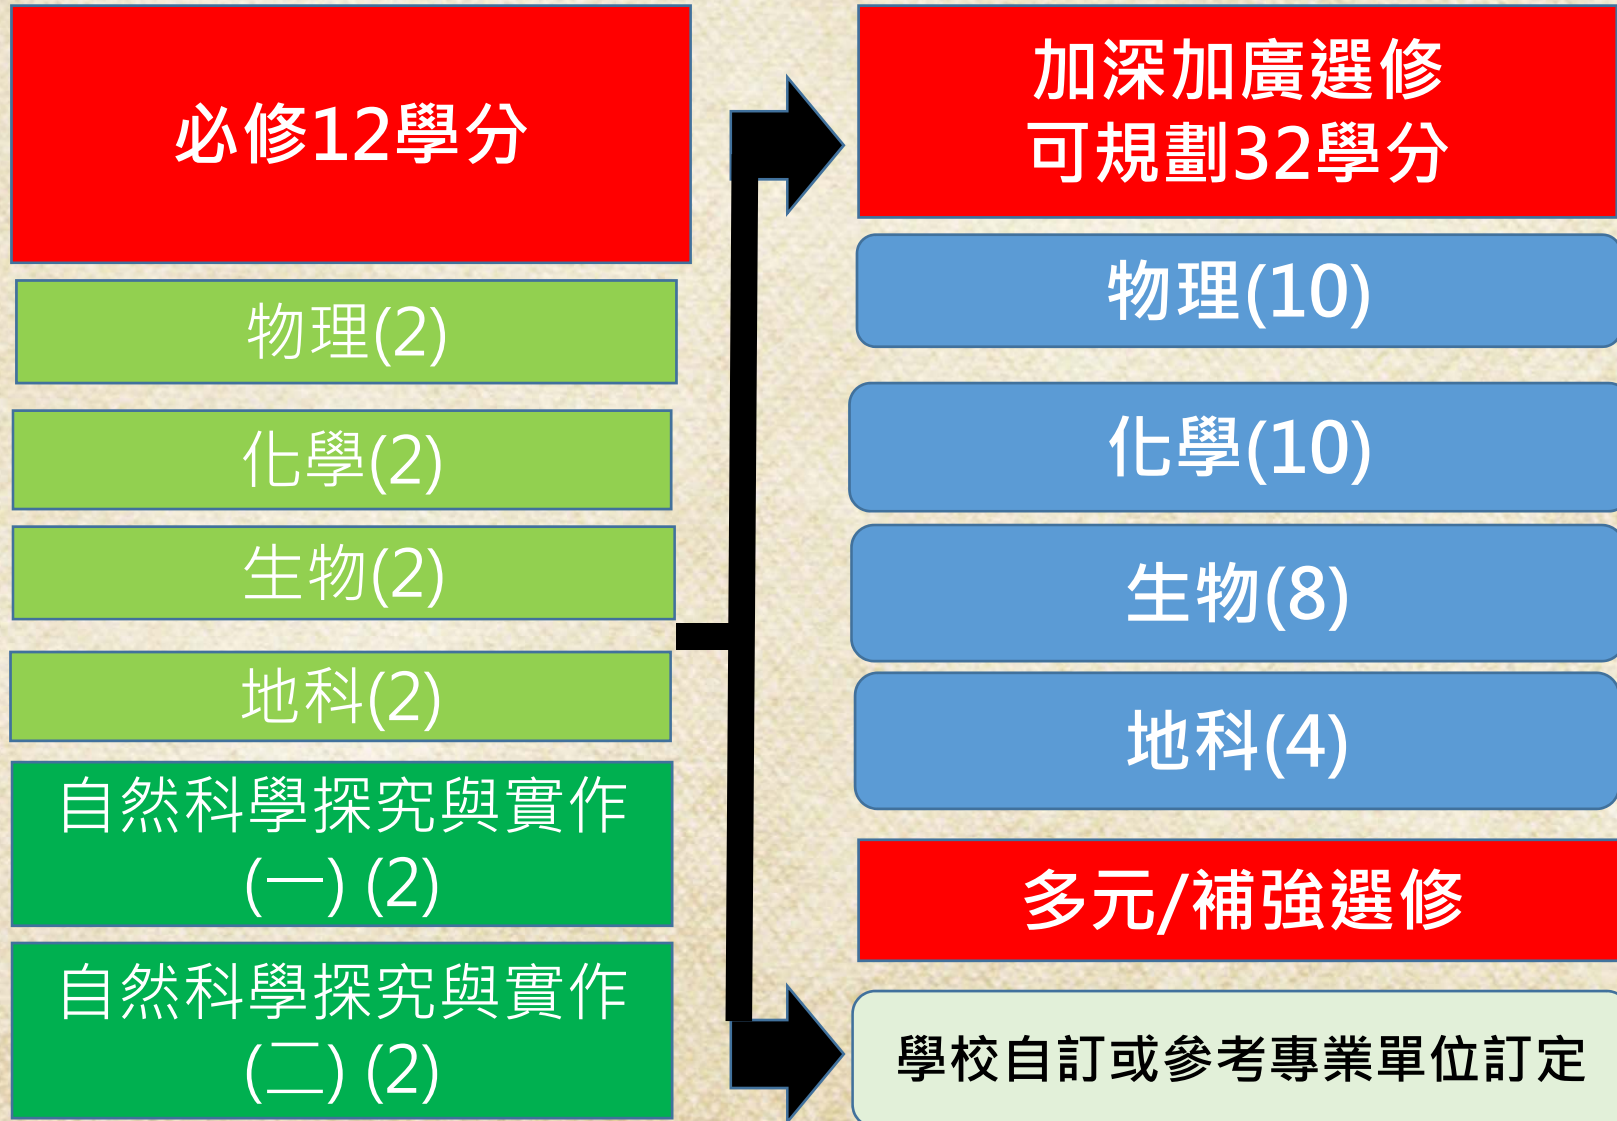 必修12學分
物理(2)
化學(2)
生物(2)
地科(2)
自然科學探究與實作
(一) (2)
自然科學探究與實作
(二) (2)
加深加廣選修
可規劃32學分
物理(10)
化學(10)
生物(8)
地科(4)
多元/補強選修
學校自訂或參考專業單位訂定